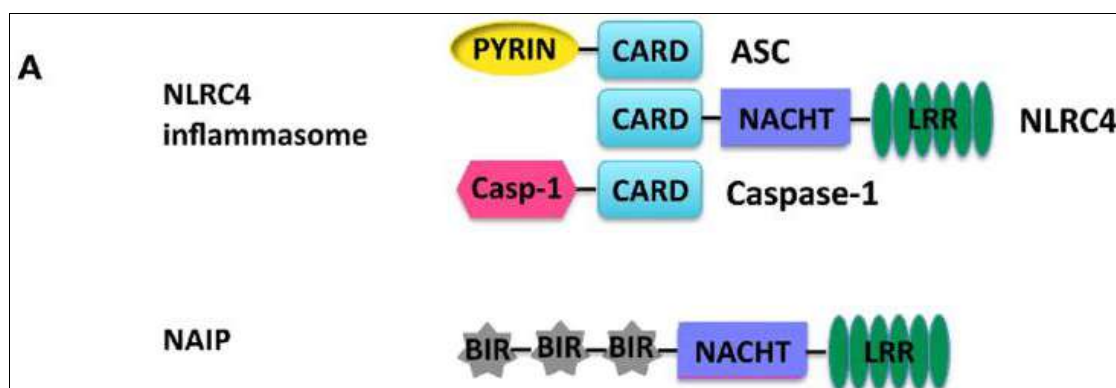 A
PYRIN CARD ASC
NLRC4
inflammasome
CARD NACHT LRR NLRC4
Casp-1 CARD Caspase-1
NAIP
BIR BIR BIR NACHT LRR